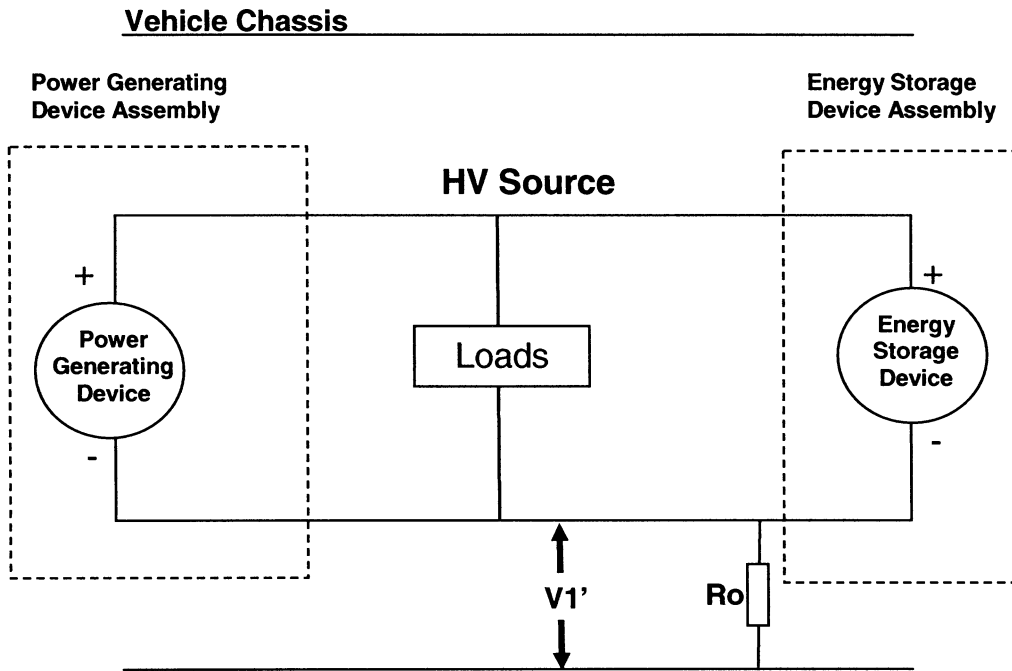 Vehicle Chassis
Power Generating
Device Assembly
Energy Storage
Device Assembly
HV Source
+
+
Power
Generating
Device
Loads
Energy
Storage
Device
-
-
V1’
Ro